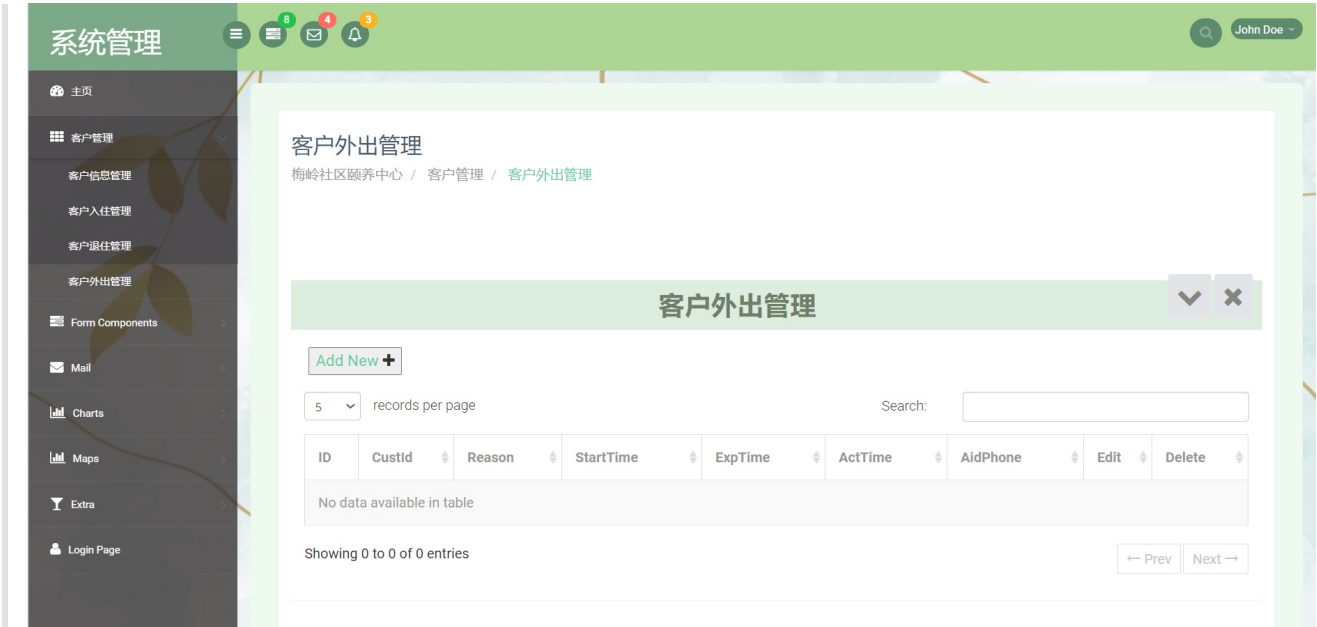 系统管理
8
4
3
John Doe
主页
客户管理
客户信息管理
客户入住管理
客户退住管理
客户外出管理
Form Components
Mail
Charts
Maps
Extra
Login Page
客户外出管理
梅岭社区颐养中心 / 客户管理 / 客户外出管理
客户外出管理
Add New
5 records per page Search:
ID CustId Reason StartTime ExpTime ActTime AidPhone Edit Delete
No data available in table
Showing 0 to 0 of 0 entries
← Prev Next →